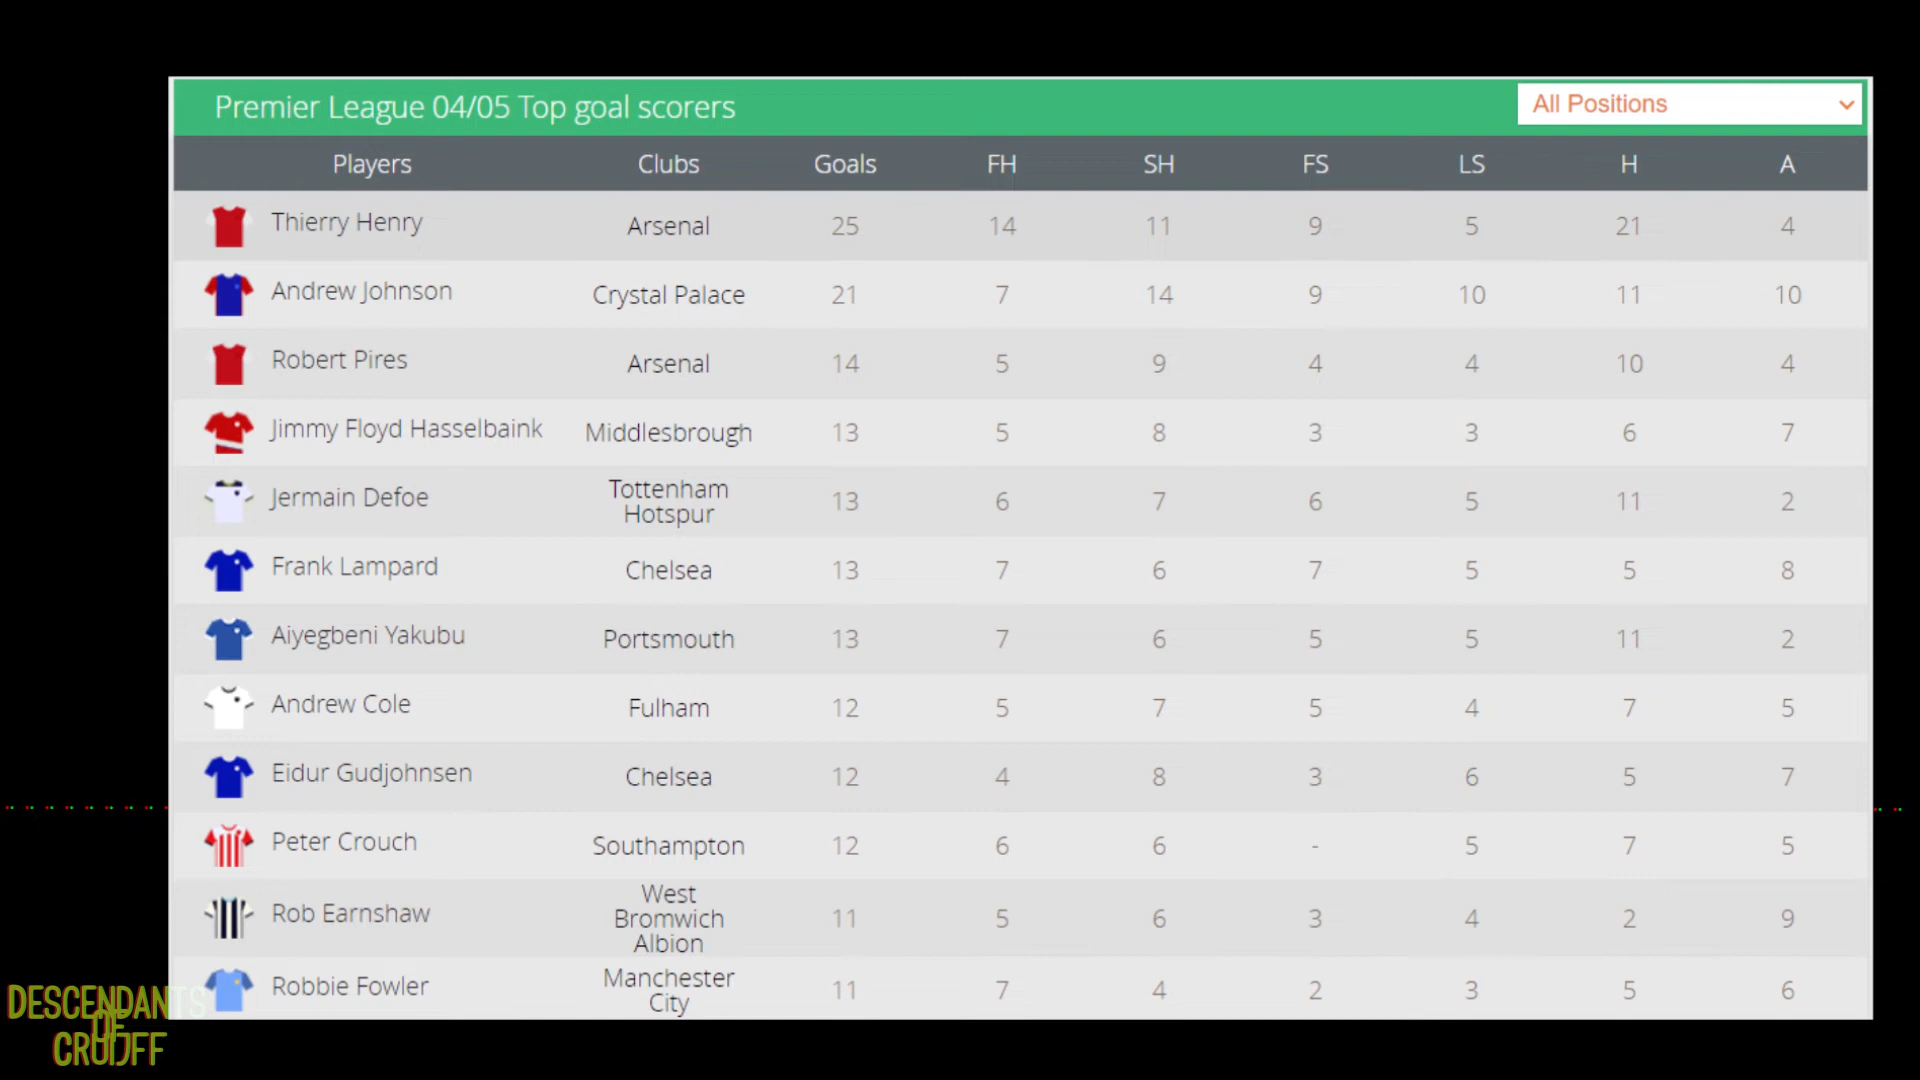 Premier League 04/05 Top goal scorers All Positions
Players Clubs Goals FH SH FS LS H A
Thierry Henry Arsenal 25 14 11 9 5 21 4
Andrew Johnson Crystal Palace 21 7 14 9 10 11 10
Robert Pires Arsenal 14 5 9 4 4 10 4
Jimmy Floyd Hasselbaink Middlesbrough 13 5 8 3 3 6 7
Jermain Defoe Tottenham Hotspur 13 6 7 6 5 11 2
Frank Lampard Chelsea 13 7 6 7 5 5 8
Aiyegbeni Yakubu Portsmouth 13 7 6 5 5 11 2
Andrew Cole Fulham 12 5 7 5 4 7 5
Eidur Gudjohnsen Chelsea 12 4 8 3 6 5 7
Peter Crouch Southampton 12 6 6 - 5 7 5
Rob Earnshaw West Bromwich Albion 11 5 6 3 4 2 9
Robbie Fowler Manchester City 11 7 4 2 3 5 6
DESCENDANTS
OF
CRUIJFF